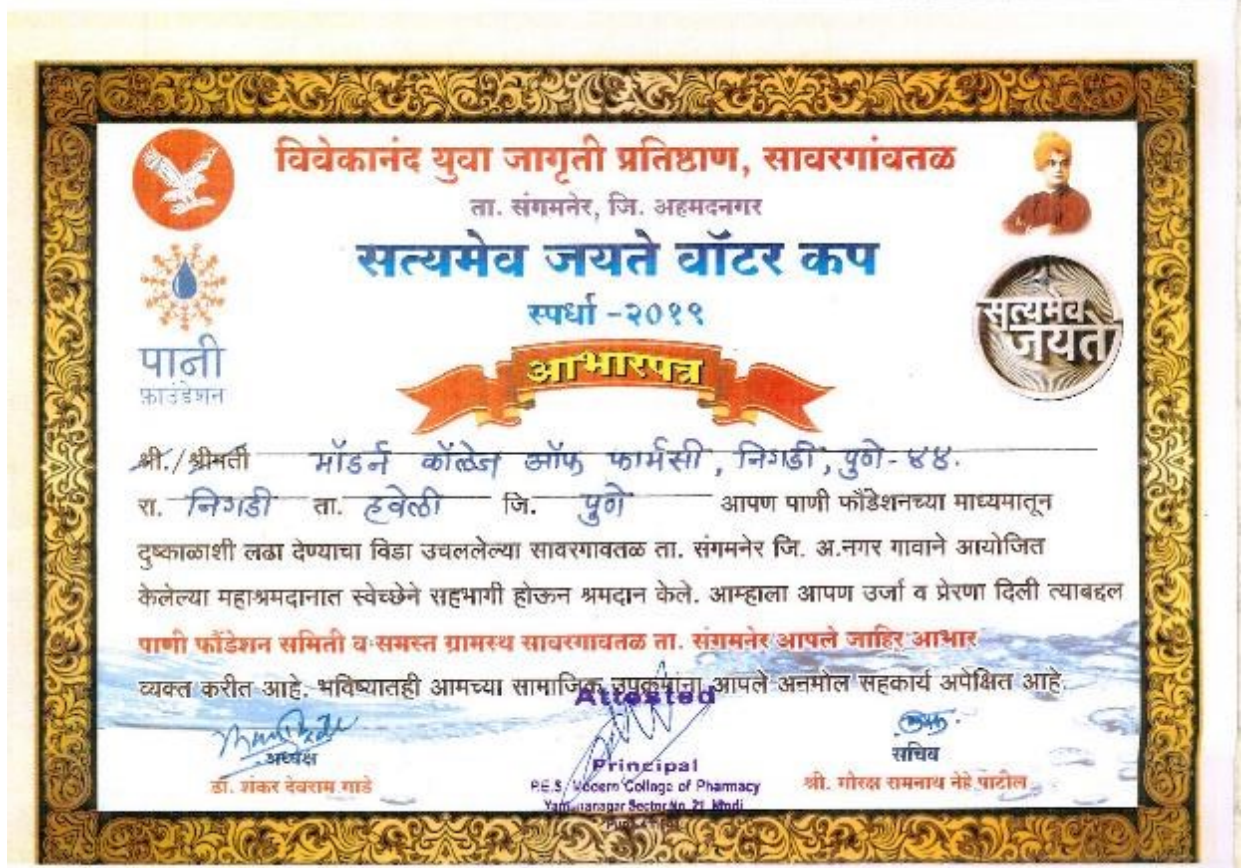 विवेकानंद युवा जागृती प्रतिष्ठाण, सावरगांवतळ
ता. संगमनेर, जि. अहमदनगर
सत्यमेव जयते वॉटर कप
स्पर्धा -२०१९
सत्यमेव
जयते
पानी
फ़ाउंडेशन
आभारपत्र
श्री./श्रीमती मॉडर्न कॉलेज ऑफ फार्मसी, निगडी, पुणे-४४.
रा. निगडी ता. हवेली जि. पुणे आपण पाणी फौंडेशनच्या माध्यमातून
दुष्काळाशी लढा देण्याचा विडा उचललेल्या सावरगावतळ ता. संगमनेर जि. अ.नगर गावाने आयोजित
केलेल्या महाश्रमदानात स्वेच्छेने सहभागी होऊन श्रमदान केले. आम्हाला आपण उर्जा व प्रेरणा दिली त्याबद्दल
पाणी फौंडेशन समिती व समस्त ग्रामस्थ सावरगावतळ ता. संगमनेर आपले जाहिर आभार
व्यक्त करीत आहे. भविष्यातही आमच्या सामाजिक उपक्रमांना आपले अनमोल सहकार्य अपेक्षित आहे.
Attested
अध्यक्ष
डॉ. शंकर देवराम गाडे
Principal
P.E.S. Modern College of Pharmacy
Yamunanagar Sector No. 21
सचिव
श्री. गोरक्ष रामनाथ नेहे पाटील